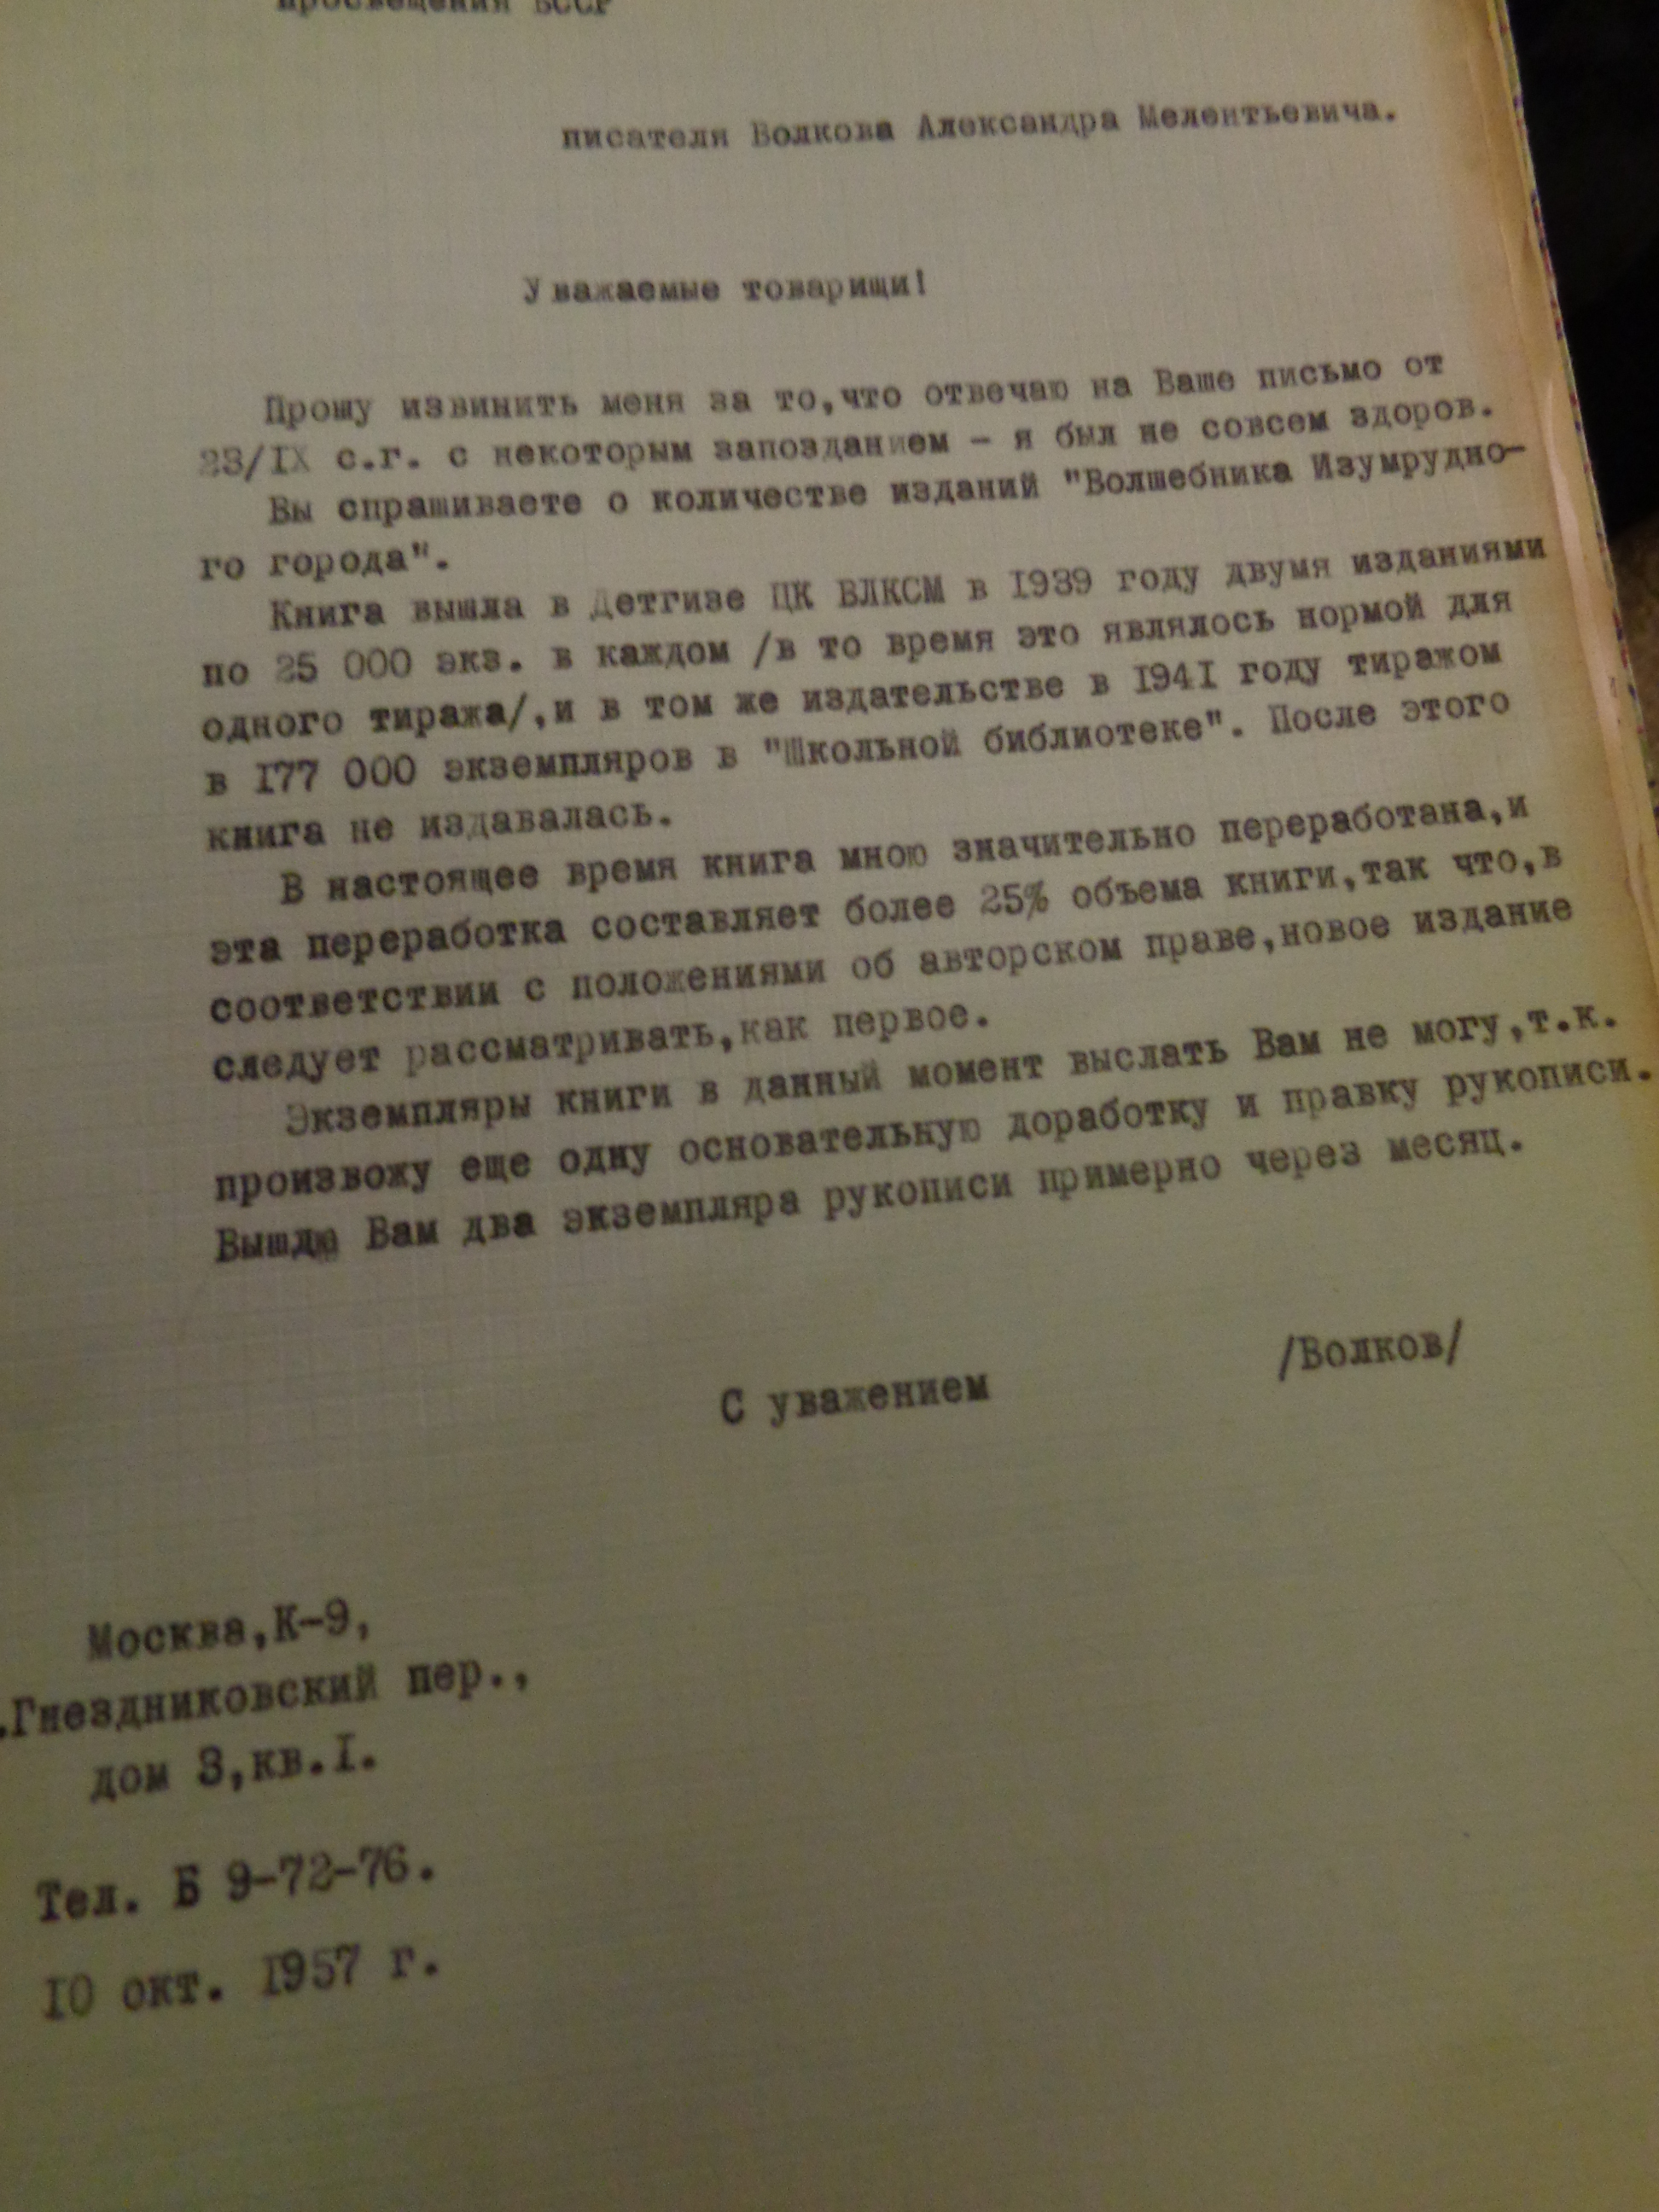 Просвещения БССР
писателя Волкова Александра Мелентьевича.
Уважаемые товарищи!
Прошу извинить меня за то,что отвечаю на Ваше письмо от
23/IX с.г. с некоторым запозданием – я был не совсем здоров.
Вы спрашиваете о количестве изданий "Волшебника Изумрудно-
го города".
Книга вышла в Детгизе ЦК ВЛКСМ в 1939 году двумя изданиями
по 25 000 экз. в каждом /в то время это являлось нормой для
одного тиража/,и в том же издательстве в 1941 году тиражом
в 177 000 экземпляров в "Школьной библиотеке". После этого
книга не издавалась.
В настоящее время книга мною значительно переработана,и
эта переработка составляет более 25% объема книги,так что,в
соответствии с положениями об авторском праве,новое издание
следует рассматривать,как первое.
Экземпляры книги в данный момент выслать Вам не могу,т.к.
произвожу еще одну основательную доработку и правку рукописи.
Вышлю Вам два экземпляра рукописи примерно через месяц.
С уважением /Волков/
Москва,К-9,
.Гнездниковский пер.,
дом 3,кв.I.
Тел. Б 9-72-76.
10 окт. 1957 г.